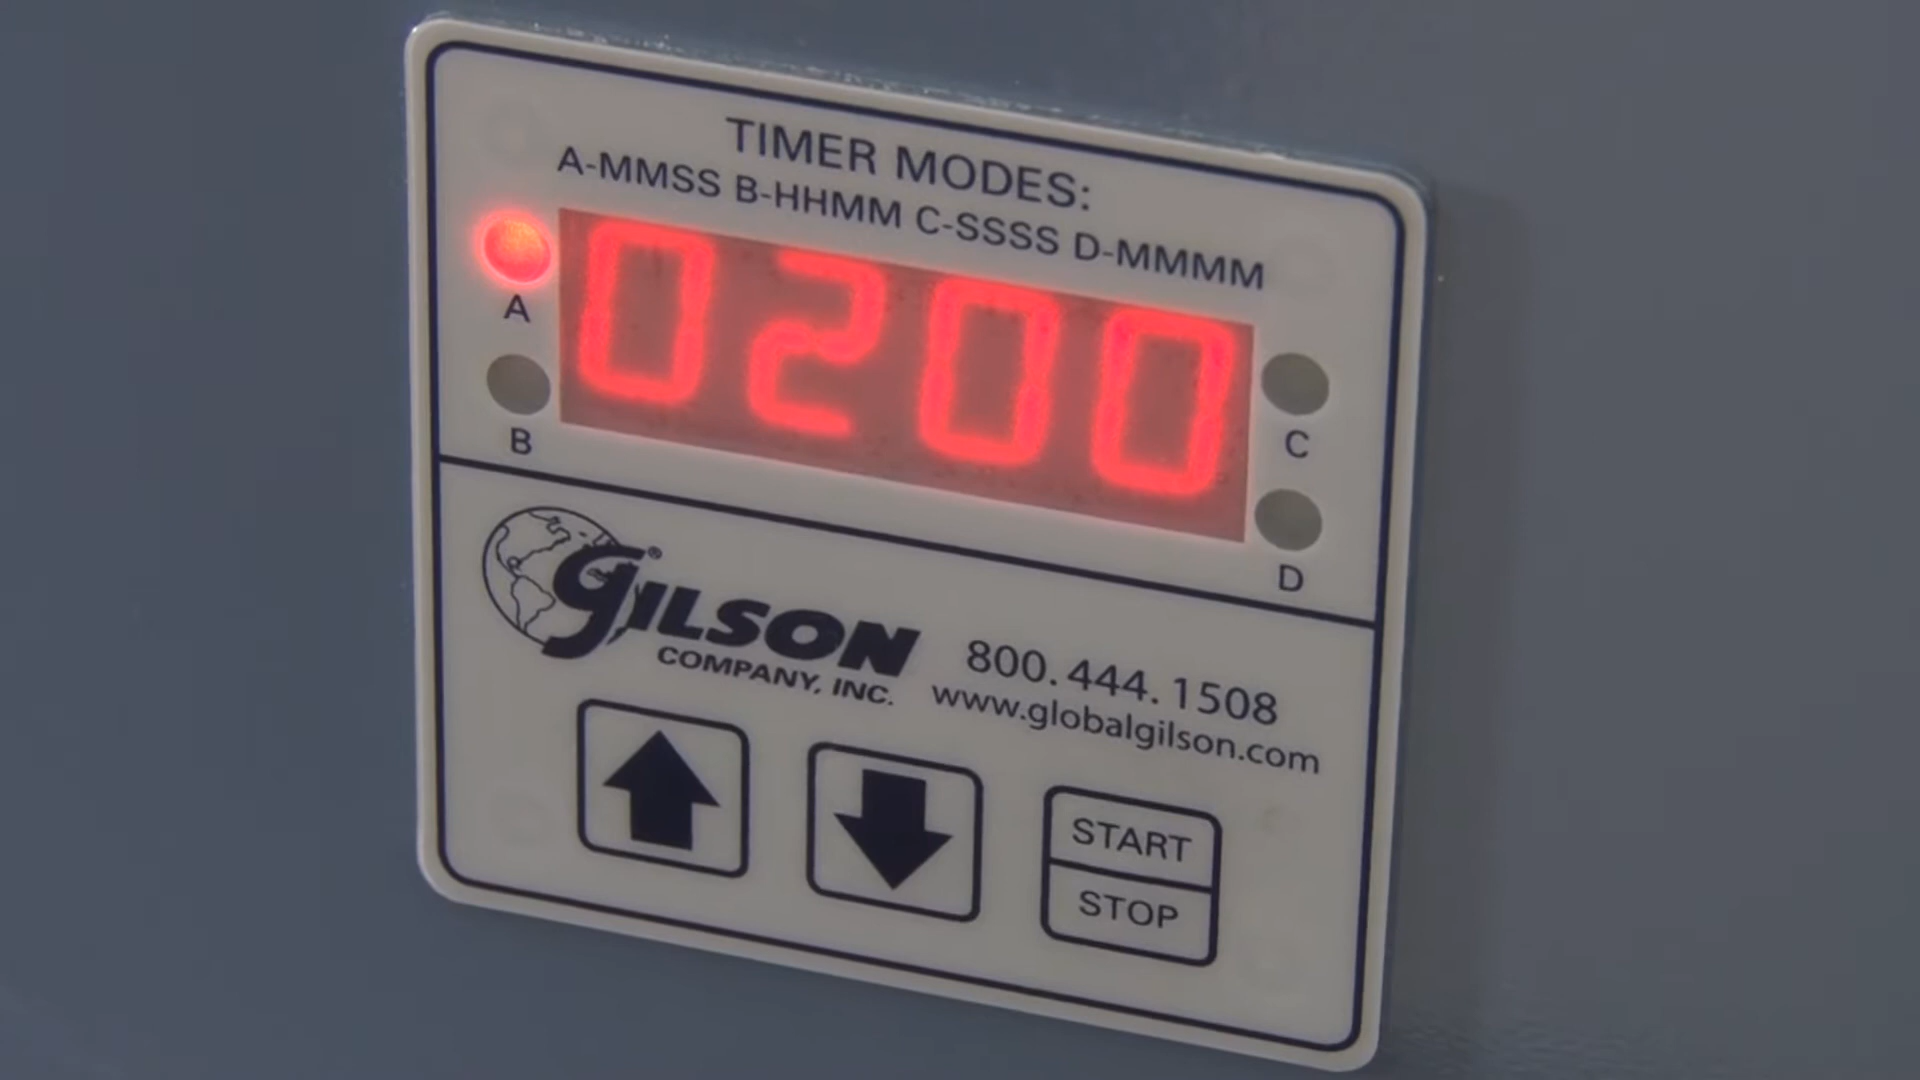 TIMER MODES:
A-MMSS B-HHMM C-SSSS D-MMMM
0200
A
B
C
D
GILSON®
COMPANY, INC.
800.444.1508
www.globalgilson.com
START
STOP